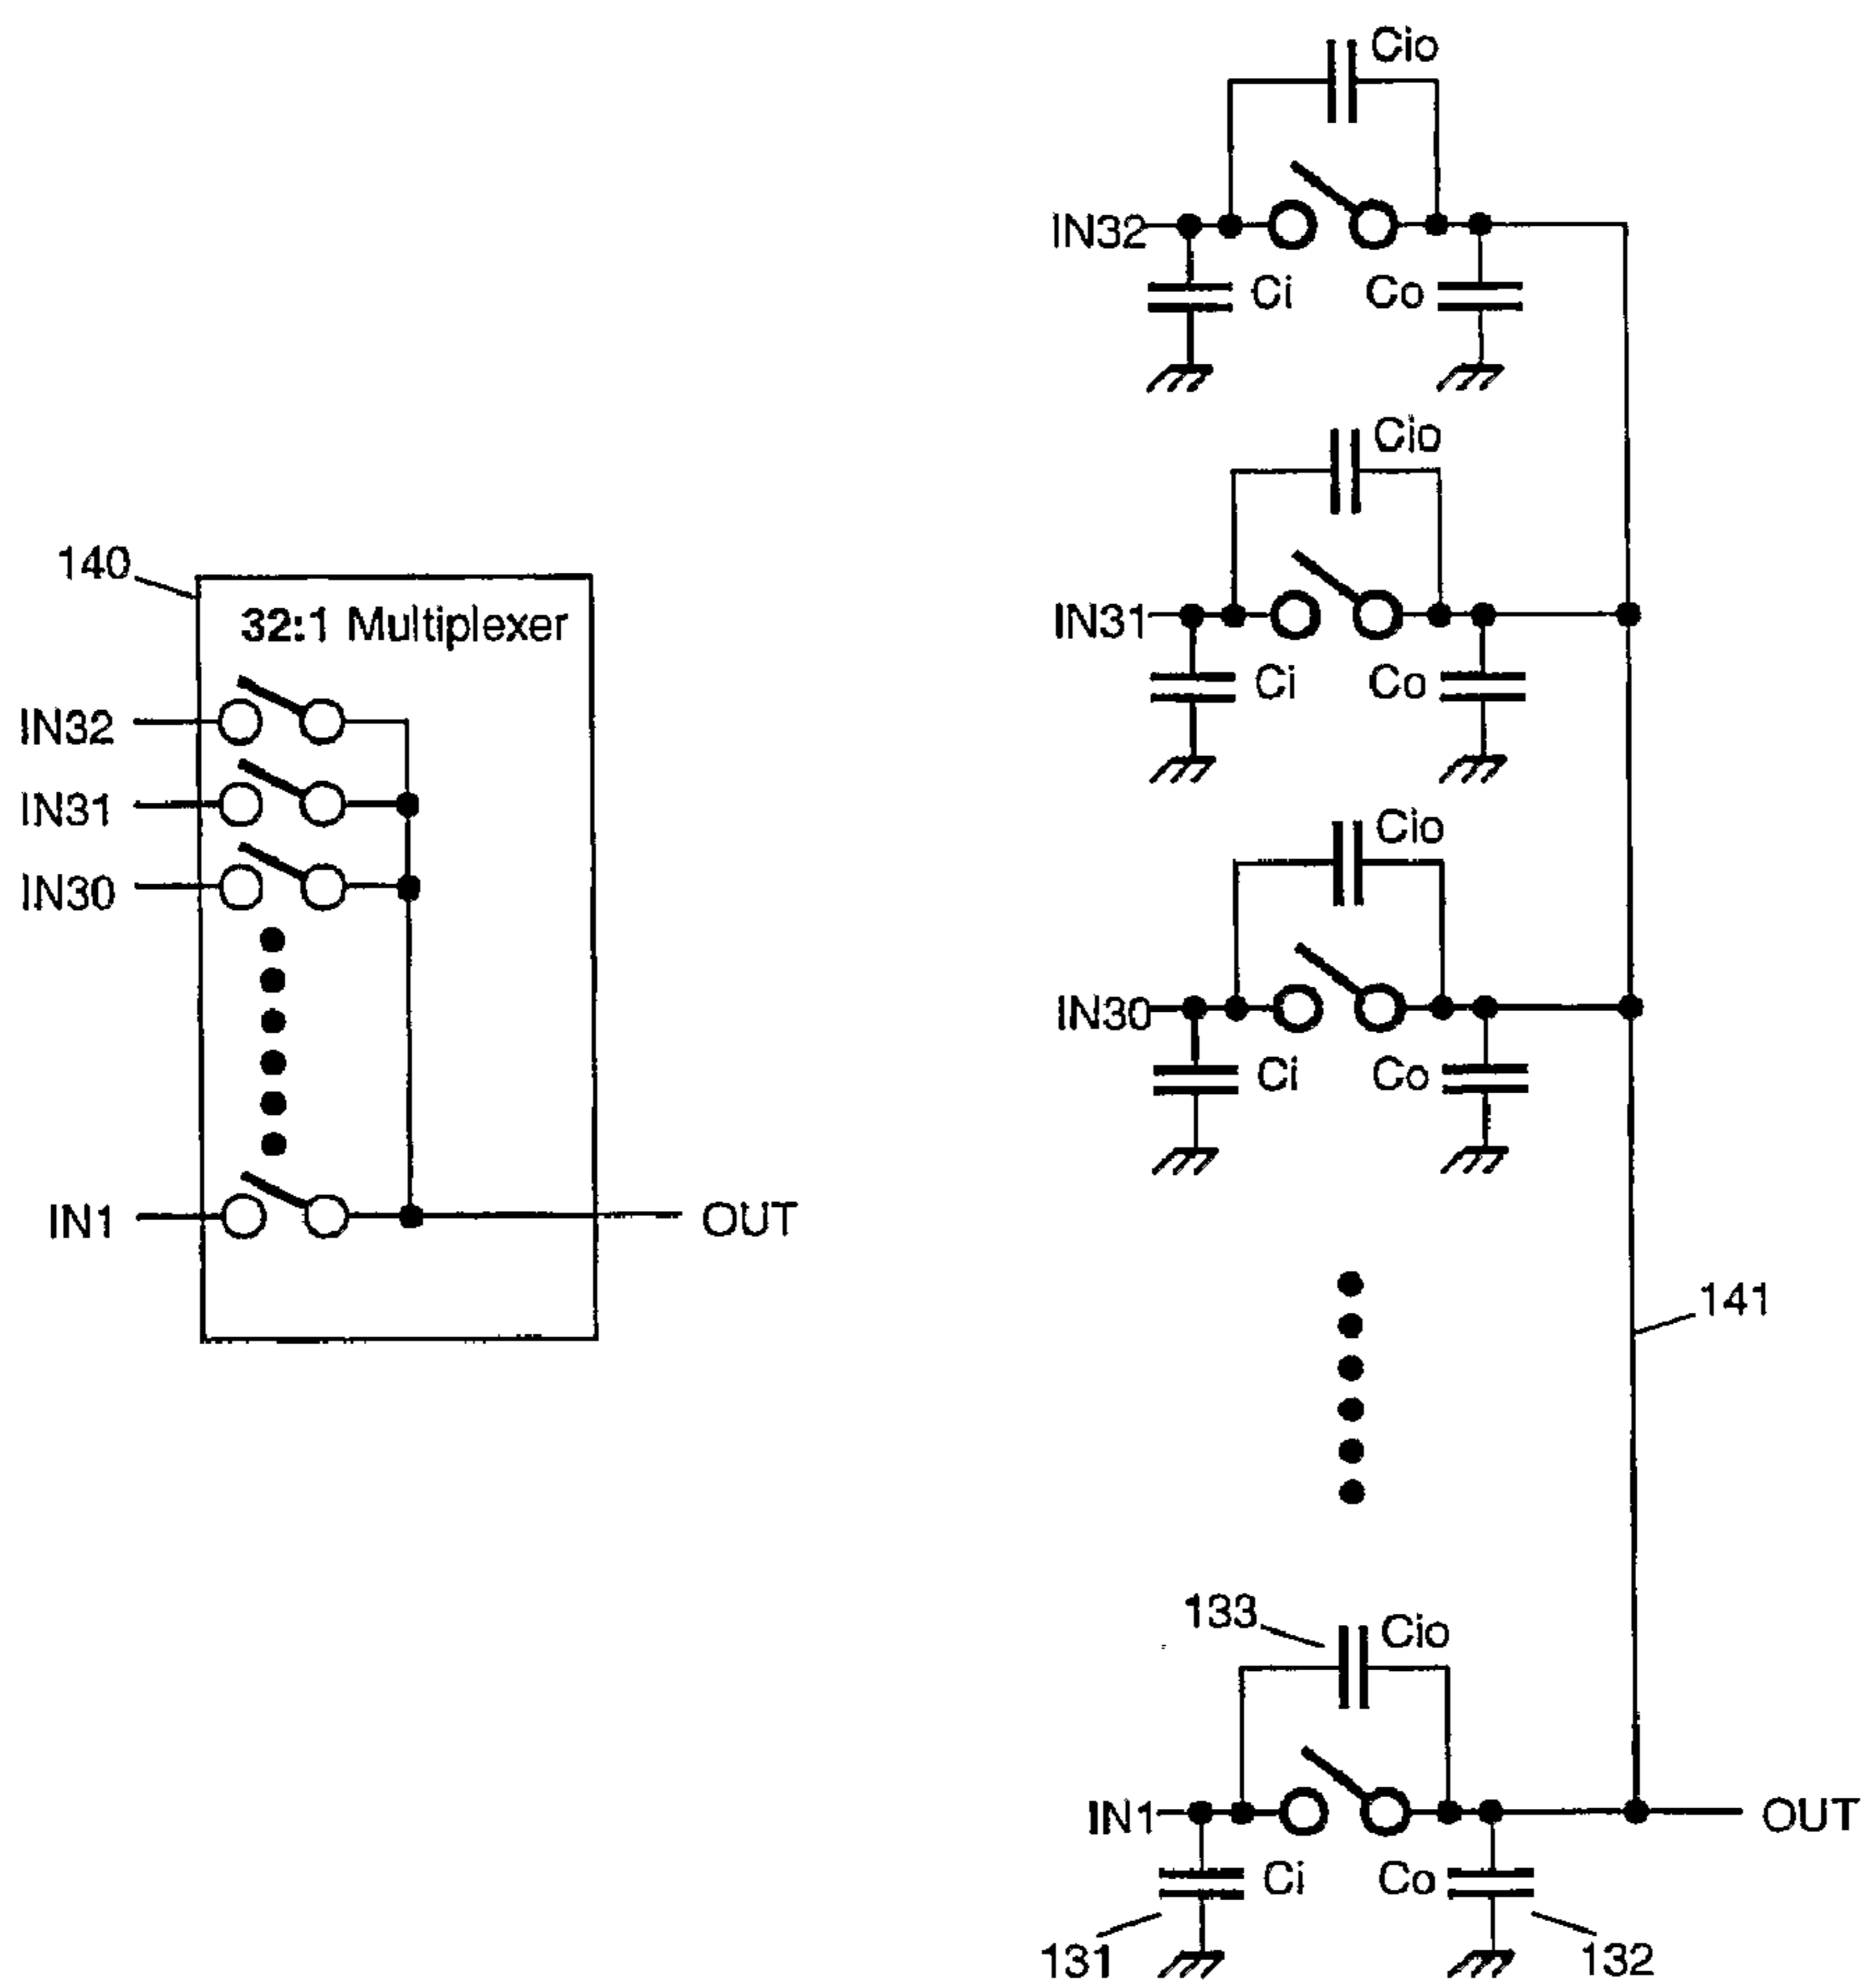 140
32:1 Multiplexer
IN32
IN31
IN30
IN1
OUT
Cio
IN32
Ci
Co
Cio
IN31
Ci
Co
Cio
IN30
Ci
Co
141
133
Cio
IN1
OUT
Ci
Co
131
132